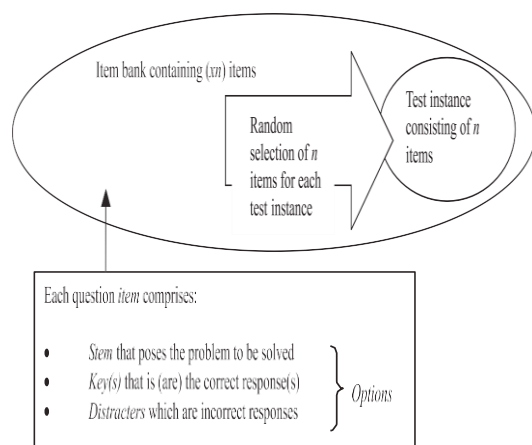 Item bank containing (xn) items
Random
selection of n
items for each
test instance
Test instance
consisting of n
items
Each question item comprises:
• Stem that poses the problem to be solved
• Key(s) that is (are) the correct response(s)
• Distracters which are incorrect responses
Options